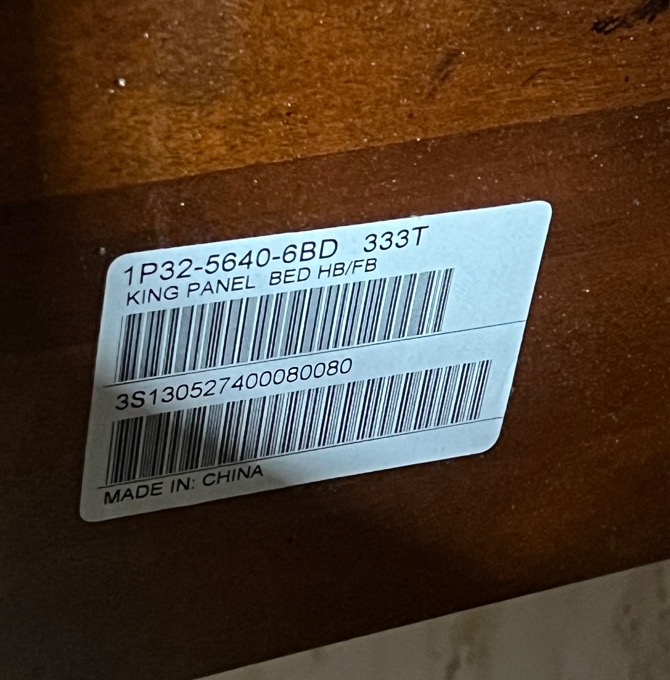 1P32-5640-6BD 333T
KING PANEL BED HB/FB
3S130527400080080
MADE IN: CHINA